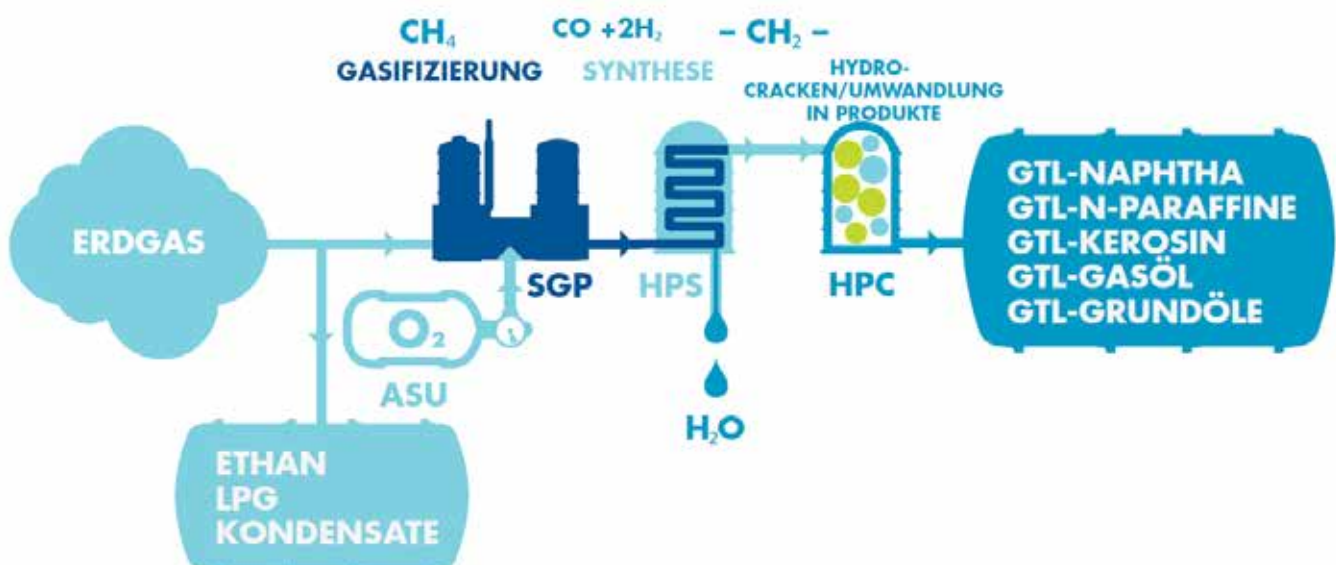 CH₄
CO +2H₂
– CH₂ –
GASIFIZIERUNG
SYNTHESE
HYDRO-
CRACKEN/UMWANDLUNG
IN PRODUKTE
ERDGAS
SGP
HPS
HPC
O₂
ASU
H₂O
GTL-NAPHTHA
GTL-N-PARAFFINE
GTL-KEROSIN
GTL-GASÖL
GTL-GRUNDÖLE
ETHAN
LPG
KONDENSATE